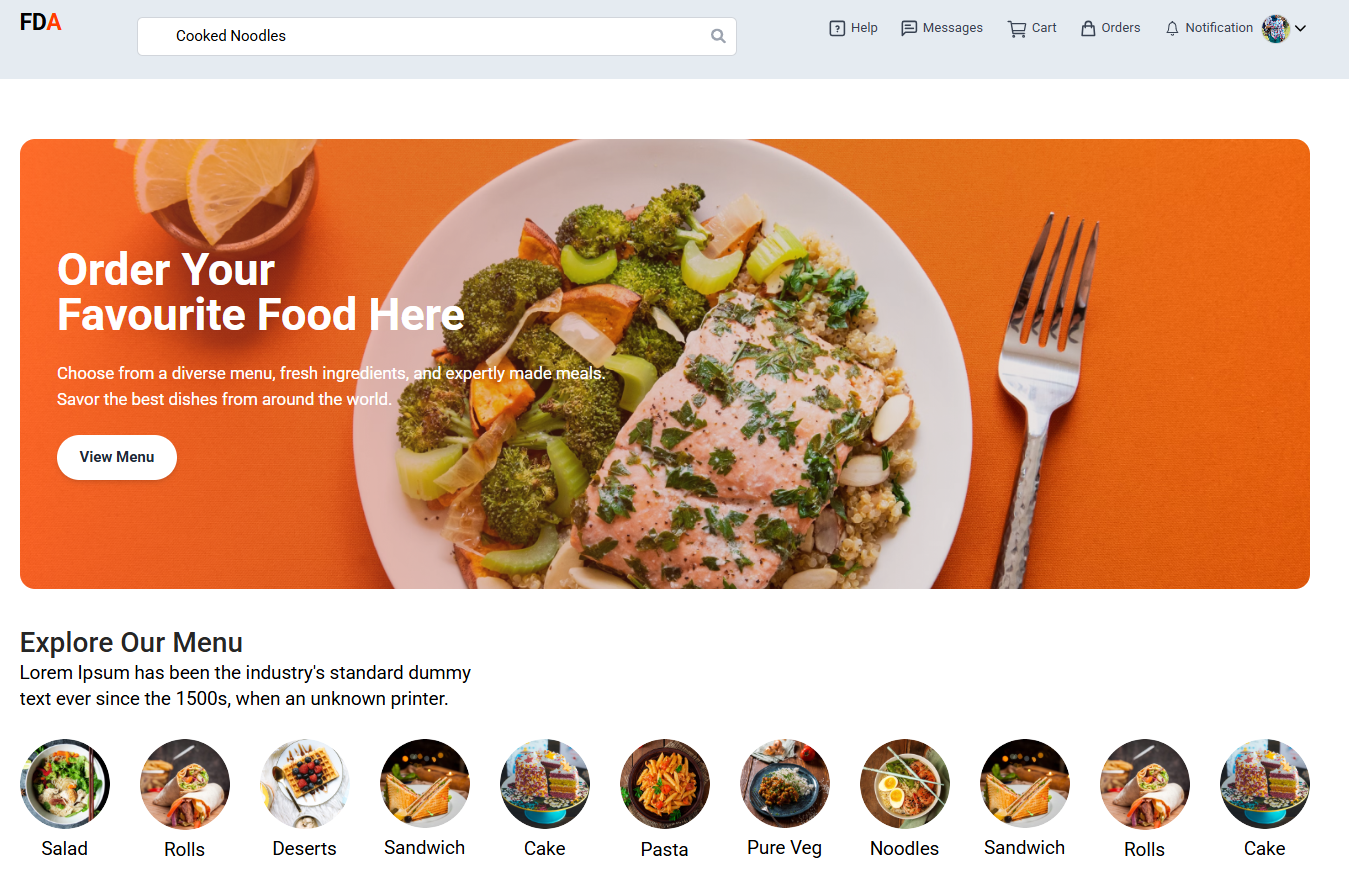 FDA
Cooked Noodles
Help
Messages
Cart
Orders
Notification
Order Your
Favourite Food Here
Choose from a diverse menu, fresh ingredients, and expertly made meals.
Savor the best dishes from around the world.
View Menu
Explore Our Menu
Lorem Ipsum has been the industry's standard dummy
text ever since the 1500s, when an unknown printer.
Salad
Rolls
Deserts
Sandwich
Cake
Pasta
Pure Veg
Noodles
Sandwich
Rolls
Cake